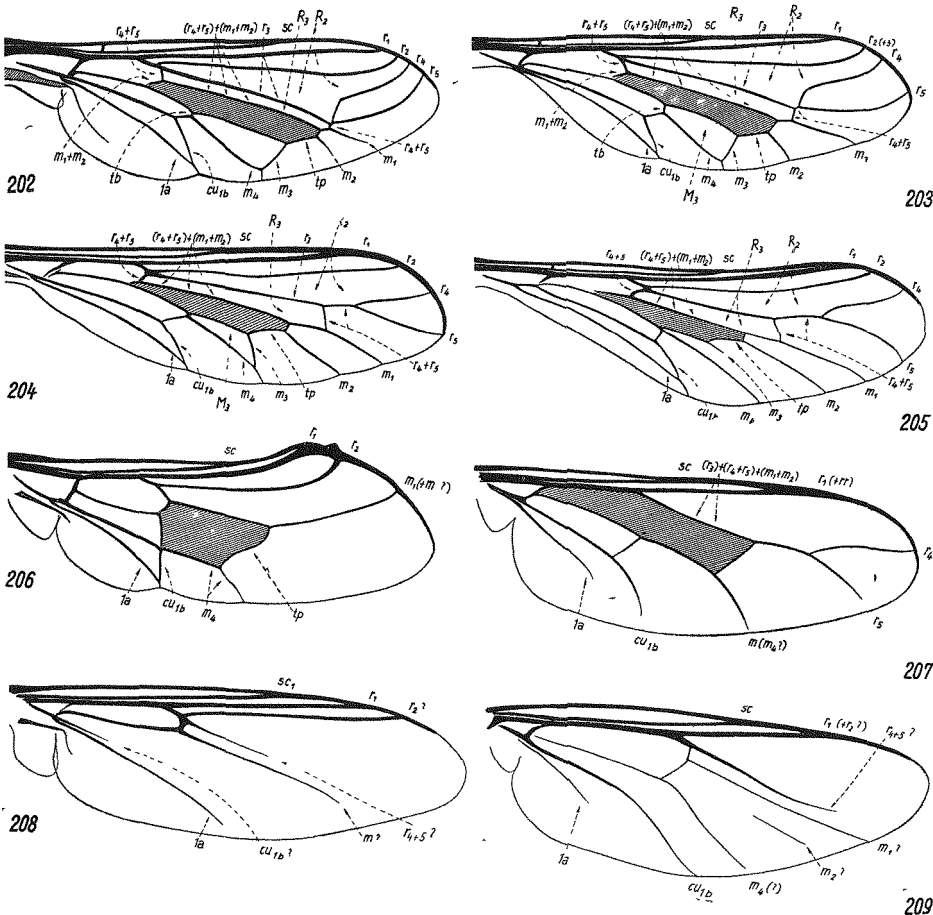 r₄+r₅ (r₄+r₅)+(m₁+m₂) r₃ sc R₃ R₂ r₁ r₂ r₄ r₅
m₁+m₂ tb 1a cu₁b m₄ m₃ tp m₂ m₁ r₄+r₅
202
r₄+r₅ (r₄+r₅)+(m₁+m₂) sc R₃ r₃ R₂ r₁ r₂(+3) r₄ r₅
m₁+m₂ tb 1a cu₁b M₃ m₄ m₃ tp m₂ m₁ r₄+r₅
203
r₄+r₅ (r₄+r₅)+(m₁+m₂) sc R₃ r₃ ₂ r₁ r₂ r₄ r₅
1a cu₁b M₃ m₄ m₃ tp m₂ m₁ r₄+r₅
204
r₄+₅ (r₄+r₅)+(m₁+m₂) sc R₃ R₂ r₁ r₂ r₄ r₅
1a m₄ m₃ tp m₂ m₁ r₄+r₅
205
sc r₁ r₂ m₁(+m ?)
1a cu₁b m₄ tp
206
sc (r₃)+(r₄+r₅)+(m₁+m₂) r₁(+rr) r₄
1a cu₁b m(m₄?) r₅
207
sc₁ r₁ r₂?
1a cu₁b? m? r₄+₅?
208
sc r₁(+r₂?) r₄+₅?
1a cu₁b m₄(?) m₂? m₁?
209